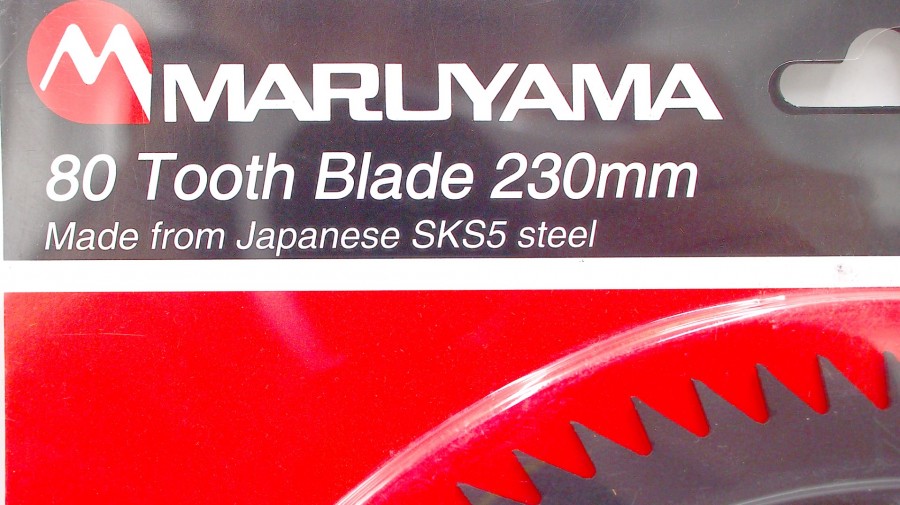 MARUYAMA
80 Tooth Blade 230mm
Made from Japanese SKS5 steel